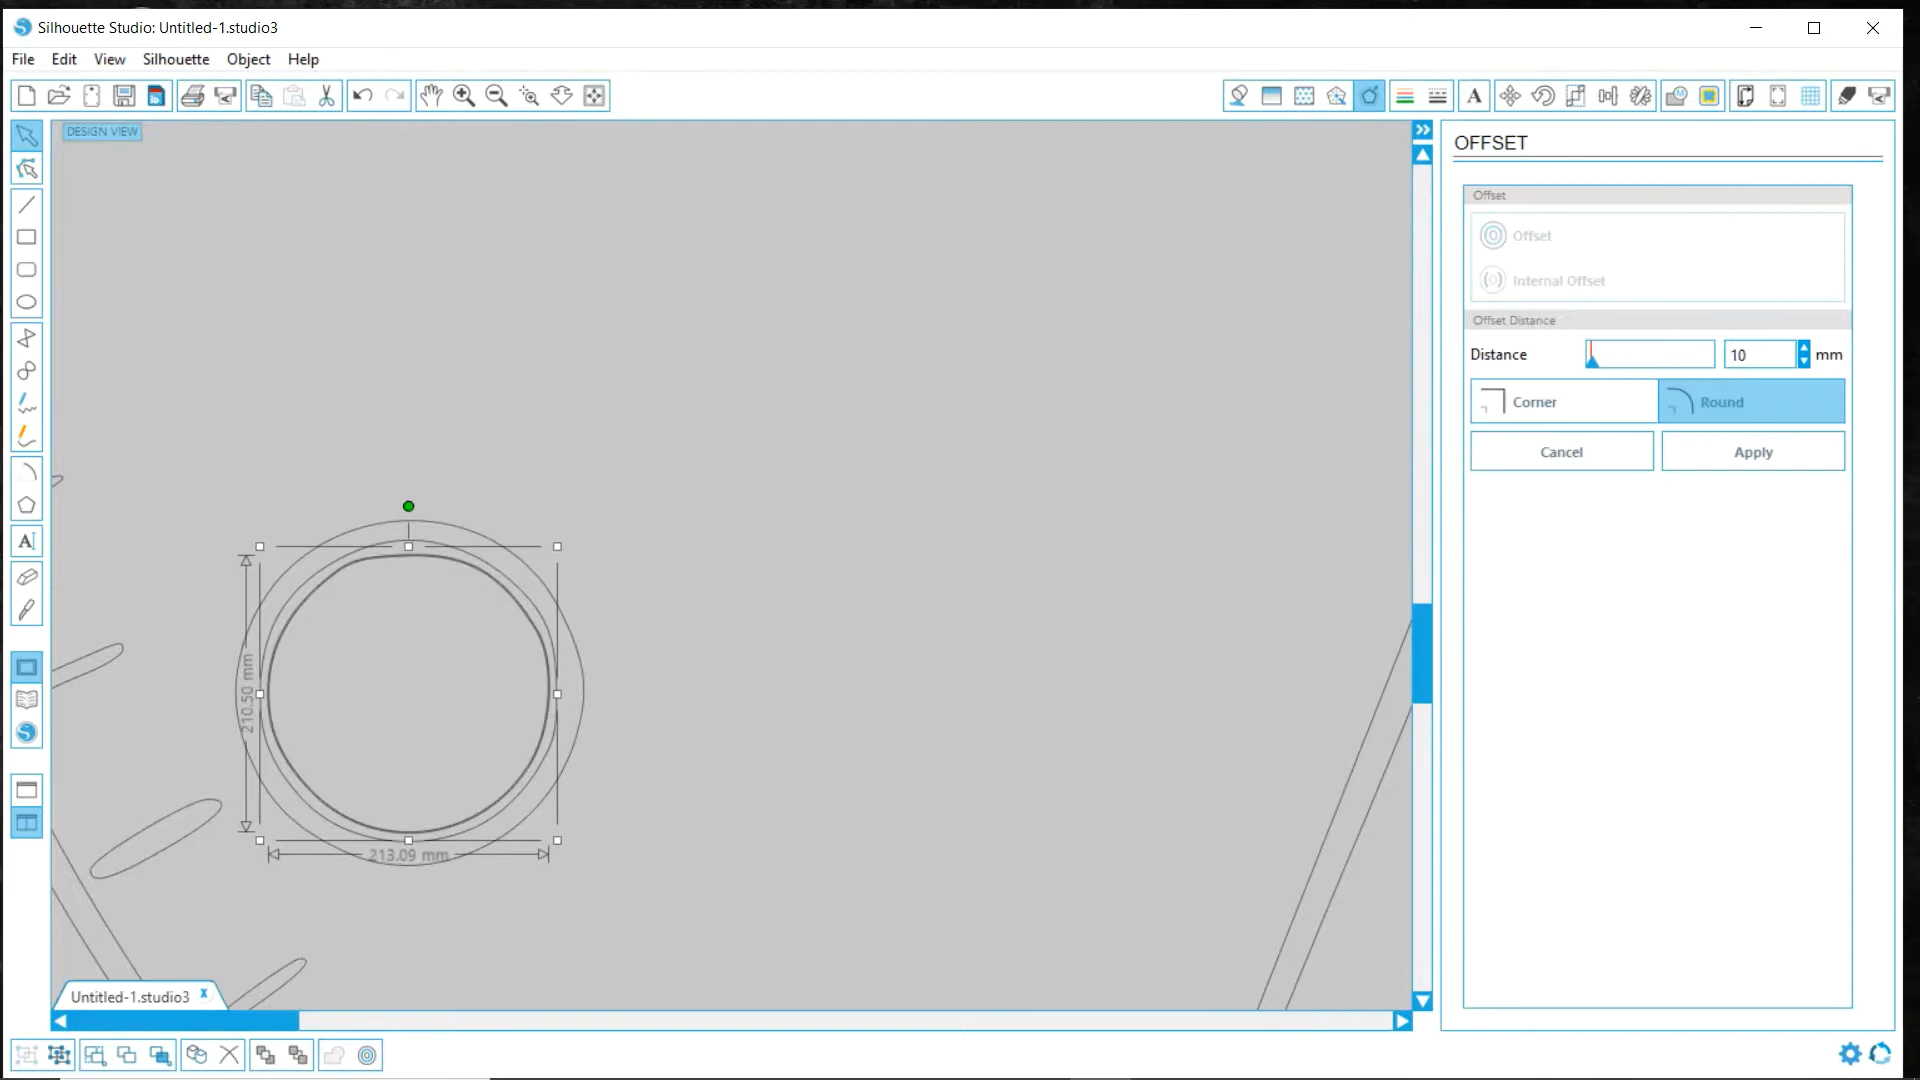 Silhouette Studio: Untitled-1.studio3
File Edit View Silhouette Object Help
DESIGN VIEW
OFFSET
Offset
Offset
Internal Offset
Offset Distance
Distance 10 mm
Corner Round
Cancel Apply
210.50 mm
213.09 mm
Untitled-1.studio3 x